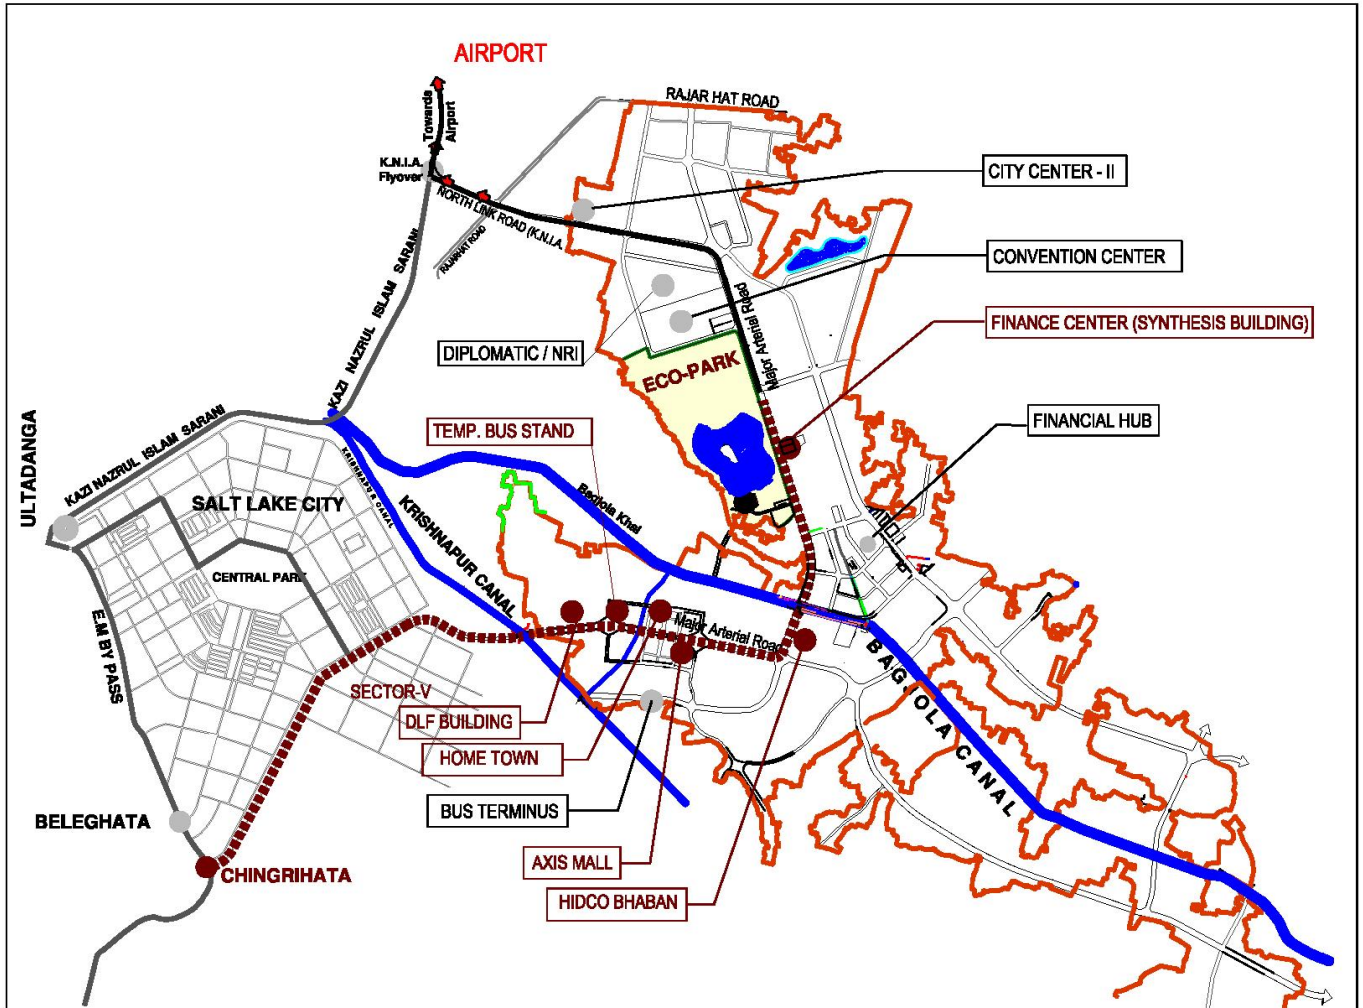 AIRPORT
Towards
Airport
K.N.I.A.
Flyover
RAJAR HAT ROAD
NORTH LINK ROAD (K.N.I.A.
RAJARHAT ROAD
CITY CENTER - II
CONVENTION CENTER
FINANCE CENTER (SYNTHESIS BUILDING)
Major Arterial Road
DIPLOMATIC / NRI
ECO-PARK
KAZI NAZRUL ISLAM SARANI
KAZI NAZRUL ISLAM SARANI
ULTADANGA
TEMP. BUS STAND
FINANCIAL HUB
SALT LAKE CITY
KRISHNAPUR CANAL
KRISHNAPUR CANAL
Bagjola Khal
CENTRAL PARK
E.M BY PASS
Major Arterial Road
BAGJOLA CANAL
SECTOR-V
DLF BUILDING
HOME TOWN
BUS TERMINUS
BELEGHATA
AXIS MALL
CHINGRIHATA
HIDCO BHABAN